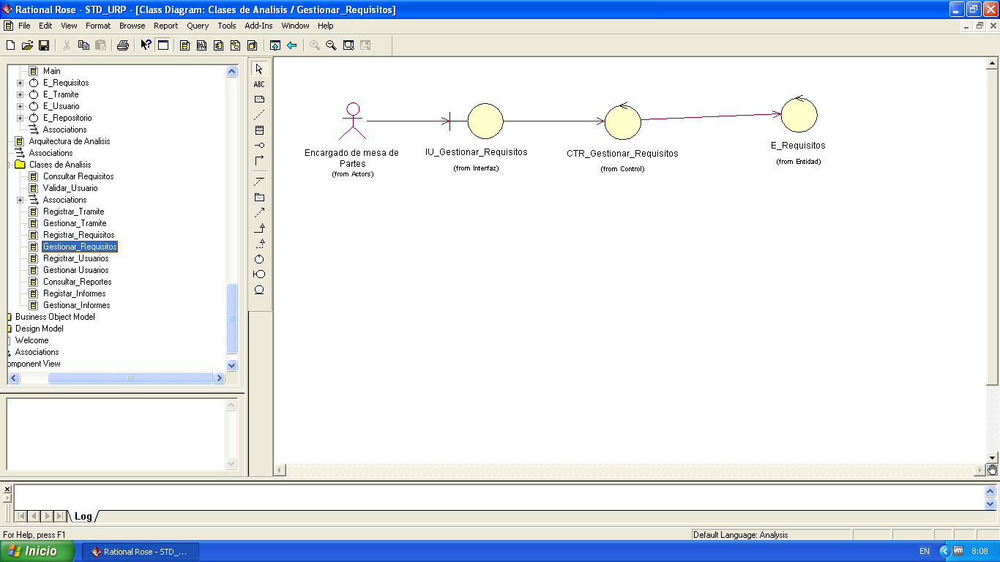 Rational Rose - STD_URP - [Class Diagram: Clases de Analisis / Gestionar_Requisitos]
File Edit View Format Browse Report Query Tools Add-Ins Window Help
Main
E_Requisitos
E_Tramite
E_Usuario
E_Repositorio
Associations
Arquitectura de Analisis
Associations
Clases de Analisis
Consultar Requisitos
Validar_Usuario
Associations
Registrar_Tramite
Gestionar_Tramite
Registrar_Requisitos
Gestionar_Requisitos
Registrar_Usuarios
Gestionar Usuarios
Consultar_Reportes
Registar_Informes
Gestionar_Informes
Business Object Model
Design Model
Welcome
Associations
omponent View
ABC
Encargado de mesa de
Partes
(from Actors)
IU_Gestionar_Requisitos
(from Interfaz)
CTR_Gestionar_Requisitos
(from Control)
E_Requisitos
(from Entidad)
Log
For Help, press F1
Default Language: Analysis
Inicio
Rational Rose - STD_...
EN
vm
8:08